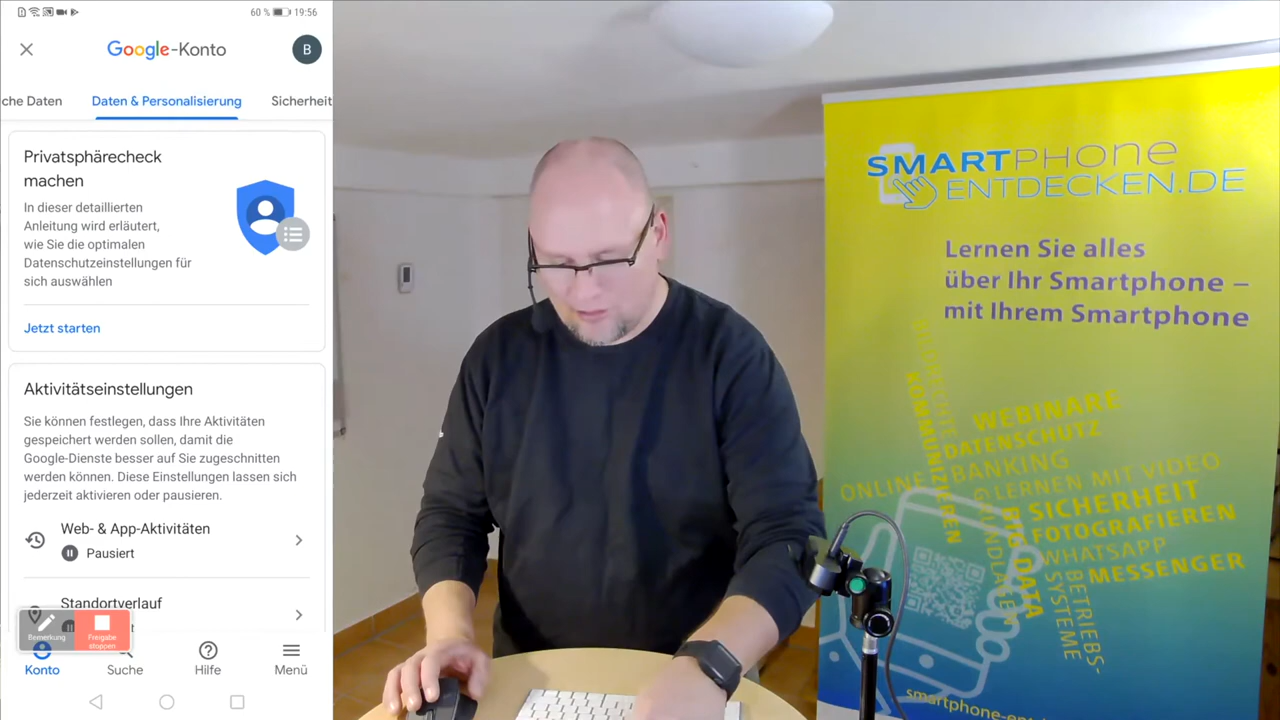 60 % 19:56
Google-Konto
B
che Daten
Daten & Personalisierung
Sicherheit
Privatsphärecheck
machen
In dieser detaillierten
Anleitung wird erläutert,
wie Sie die optimalen
Datenschutzeinstellungen für
sich auswählen
Jetzt starten
Aktivitätseinstellungen
Sie können festlegen, dass Ihre Aktivitäten
gespeichert werden sollen, damit die
Google-Dienste besser auf Sie zugeschnitten
werden können. Diese Einstellungen lassen sich
jederzeit aktivieren oder pausieren.
Web- & App-Aktivitäten
Pausiert
Standortverlauf
t
Bemerkung
Freigabe
stoppen
Konto
Suche
Hilfe
Menü
SMARTPHONE
ENTDECKEN.DE
Lernen Sie alles
über Ihr Smartphone –
mit Ihrem Smartphone
KOMMUNIZIEREN
WEBINARE
DATENSCHUTZ
BANKING
ONLINE
LERNEN MIT VIDEO
GRUNDLAGEN
BIG DATA
SICHERHEIT
FOTOGRAFIEREN
WHATSAPP
MESSENGER
BETRIEBS-
SYSTEME